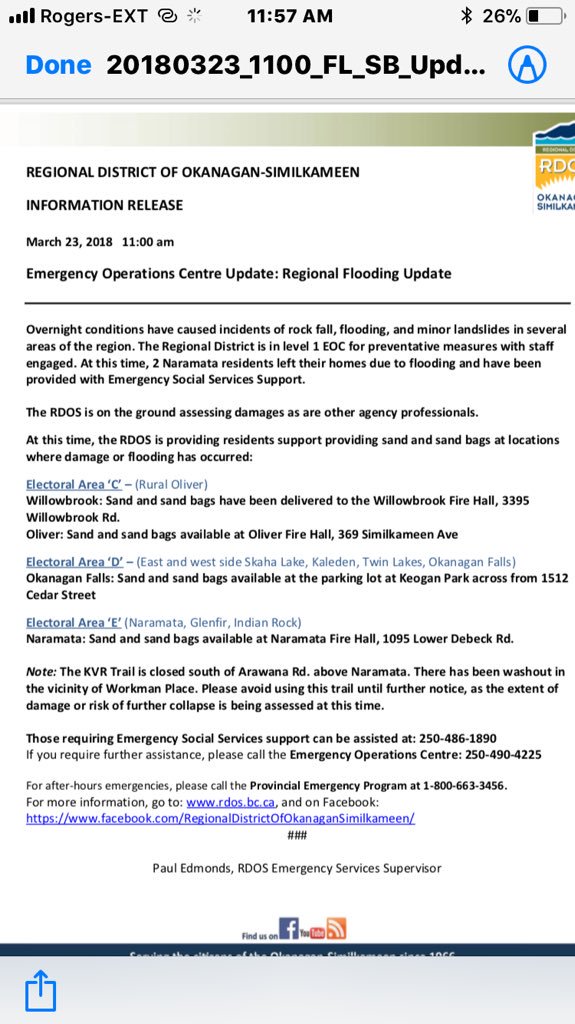 Rogers-EXT 11:57 AM 26%
Done 20180323_1100_FL_SB_Upd...
REGIONAL DISTRICT OF OKANAGAN-SIMILKAMEEN
INFORMATION RELEASE
March 23, 2018 11:00 am
Emergency Operations Centre Update: Regional Flooding Update
REGIONAL
RDO
OKANA
SIMILKA
Overnight conditions have caused incidents of rock fall, flooding, and minor landslides in several
areas of the region. The Regional District is in level 1 EOC for preventative measures with staff
engaged. At this time, 2 Naramata residents left their homes due to flooding and have been
provided with Emergency Social Services Support.
The RDOS is on the ground assessing damages as are other agency professionals.
At this time, the RDOS is providing residents support providing sand and sand bags at locations
where damage or flooding has occurred:
Electoral Area ‘C’ – (Rural Oliver)
Willowbrook: Sand and sand bags have been delivered to the Willowbrook Fire Hall, 3395
Willowbrook Rd.
Oliver: Sand and sand bags available at Oliver Fire Hall, 369 Similkameen Ave
Electoral Area ‘D’ – (East and west side Skaha Lake, Kaleden, Twin Lakes, Okanagan Falls)
Okanagan Falls: Sand and sand bags available at the parking lot at Keogan Park across from 1512
Cedar Street
Electoral Area ‘E’ (Naramata, Glenfir, Indian Rock)
Naramata: Sand and sand bags available at Naramata Fire Hall, 1095 Lower Debeck Rd.
Note: The KVR Trail is closed south of Arawana Rd. above Naramata. There has been washout in
the vicinity of Workman Place. Please avoid using this trail until further notice, as the extent of
damage or risk of further collapse is being assessed at this time.
Those requiring Emergency Social Services support can be assisted at: 250-486-1890
If you require further assistance, please call the Emergency Operations Centre: 250-490-4225
For after-hours emergencies, please call the Provincial Emergency Program at 1-800-663-3456.
For more information, go to: www.rdos.bc.ca, and on Facebook:
https://www.facebook.com/RegionalDistrictOfOkanaganSimilkameen/
###
Paul Edmonds, RDOS Emergency Services Supervisor
Find us on f You Tube
Serving the citizens of the Okanagan-Similkameen since 1966